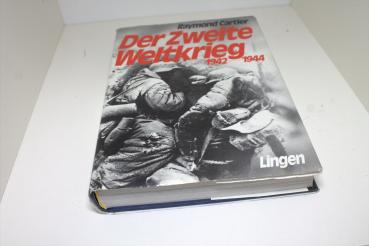 Raymond Cartier
Der Zweite
Weltkrieg
1942 1944
Lingen